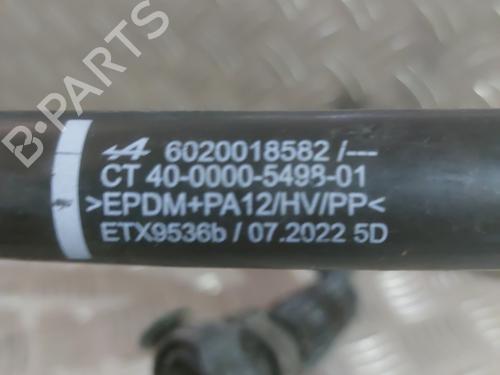 B-PARTS
6020018582 /---
CT 40-0000-5498-01
>EPDM+PA12/HV/PP<
ETX9536b / 07.2022 5D